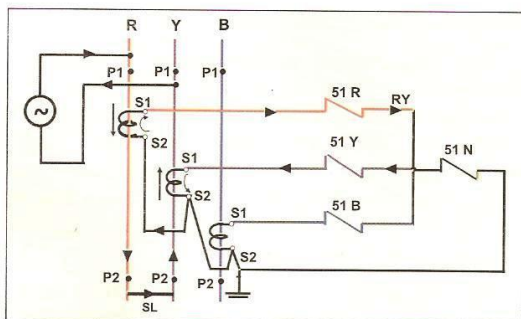 R Y B
P1 P1 P1
51 R RY
S1
S2
51 Y 51 N
S1
S2
51 B
S1
S2
P2 P2 P2
SL